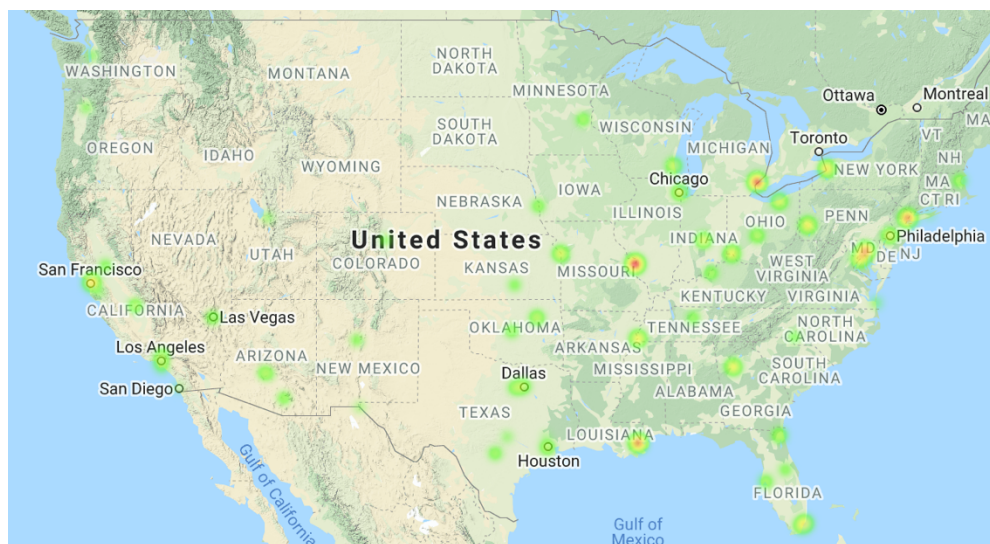 WASHINGTON
MONTANA
NORTH
DAKOTA
MINNESOTA
Ottawa
Montreal
MA
VT
NH
OREGON
IDAHO
SOUTH
DAKOTA
WISCONSIN
MICHIGAN
Toronto
WYOMING
NEW YORK
MA
CT RI
IOWA
Chicago
NEBRASKA
ILLINOIS
OHIO
PENN
NEVADA
UTAH
United States
COLORADO
INDIANA
Philadelphia
MD
DE
NJ
San Francisco
KANSAS
MISSOURI
WEST
VIRGINIA
KENTUCKY
VIRGINIA
CALIFORNIA
Las Vegas
OKLAHOMA
TENNESSEE
NORTH
CAROLINA
Los Angeles
ARIZONA
NEW MEXICO
ARKANSAS
MISSISSIPPI
SOUTH
CAROLINA
San Diego
Dallas
ALABAMA
TEXAS
GEORGIA
LOUISIANA
Houston
Gulf of California
FLORIDA
Gulf of
Mexico